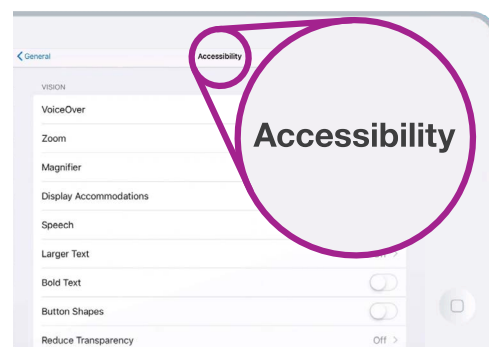 General
Accessibility
Accessibility
VISION
VoiceOver
Zoom
Magnifier
Display Accommodations
Speech
Larger Text
Bold Text
Button Shapes
Reduce Transparency Off